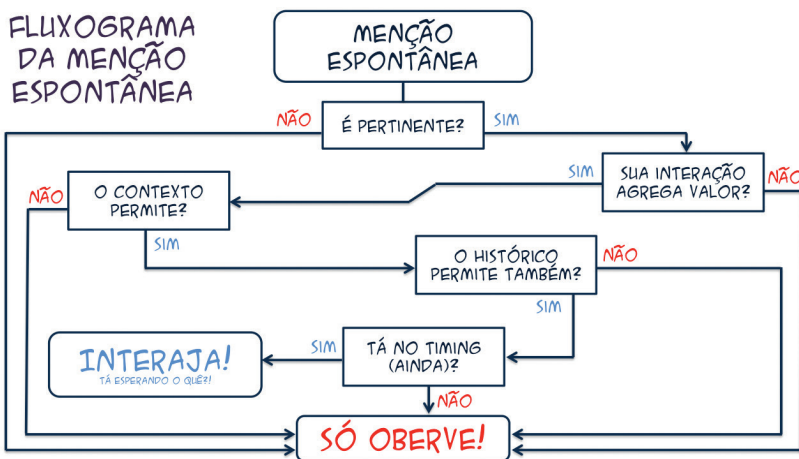 FLUXOGRAMA
DA MENÇÃO
ESPONTÂNEA
MENÇÃO
ESPONTÂNEA
NÃO
É PERTINENTE?
SIM
SIM
SUA INTERAÇÃO
AGREGA VALOR?
NÃO
NÃO
O CONTEXTO
PERMITE?
SIM
O HISTÓRICO
PERMITE TAMBÉM?
NÃO
SIM
INTERAJA!
TÁ ESPERANDO O QUÊ?!
SIM
TÁ NO TIMING
(AINDA)?
NÃO
SÓ OBERVE!